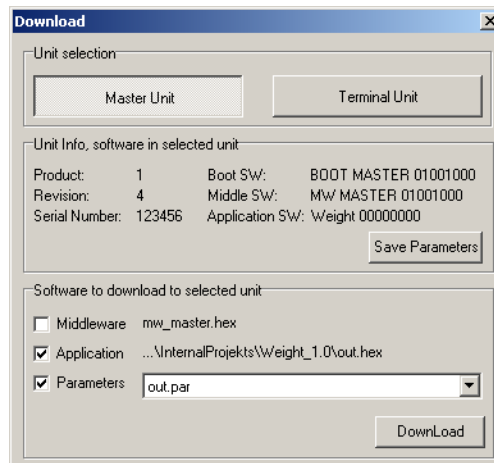 Download
Unit selection
Master Unit Terminal Unit
Unit Info, software in selected unit
Product: 1 Boot SW: BOOT MASTER 01001000
Revision: 4 Middle SW: MW MASTER 01001000
Serial Number: 123456 Application SW: Weight 00000000
Save Parameters
Software to download to selected unit
Middleware mw_master.hex
Application ...\InternalProjekts\Weight_1.0\out.hex
Parameters out.par
DownLoad